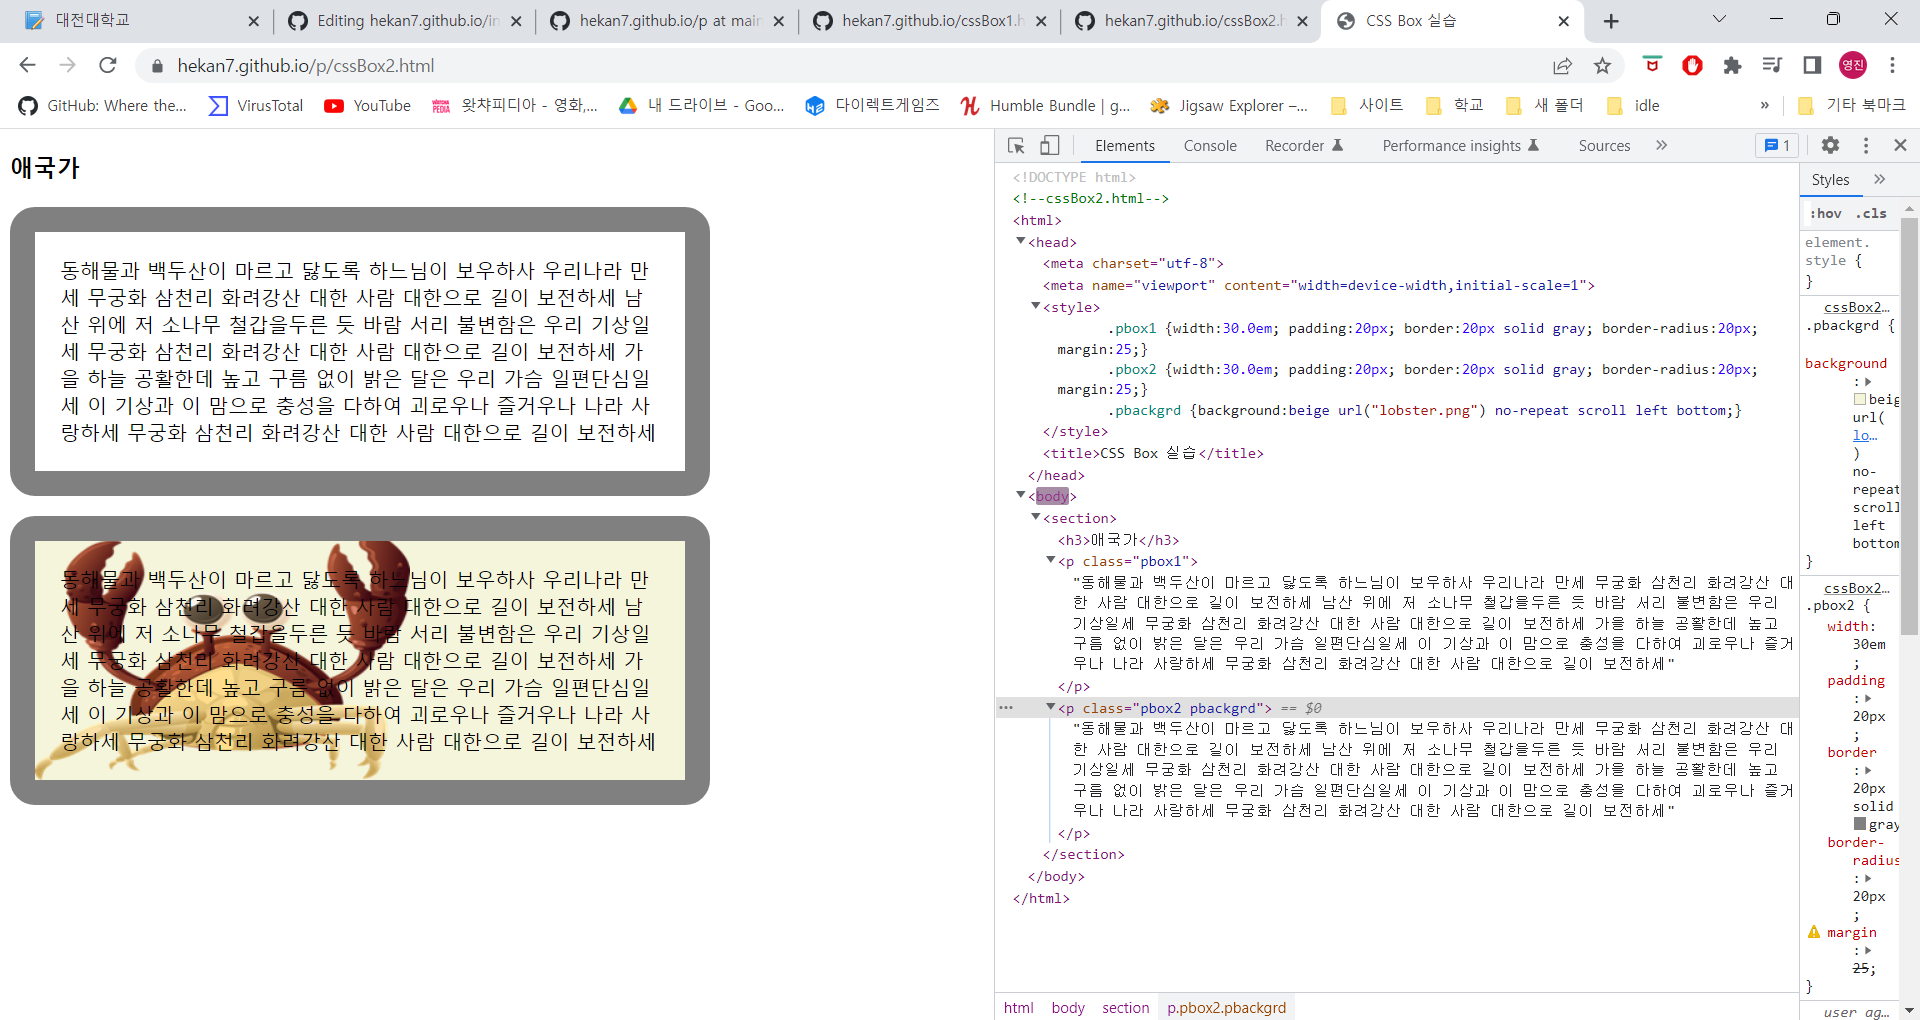 대전대학교
Editing hekan7.github.io/in
hekan7.github.io/p at main
hekan7.github.io/cssBox1.h
hekan7.github.io/cssBox2.h
CSS Box 실습
hekan7.github.io/p/cssBox2.html
영진
GitHub: Where the...
VirusTotal
YouTube
왓챠피디아 - 영화,...
내 드라이브 - Goo...
다이렉트게임즈
Humble Bundle | g...
Jigsaw Explorer –...
사이트
학교
새 폴더
idle
»
기타 북마크
애국가
동해물과 백두산이 마르고 닳도록 하느님이 보우하사 우리나라 만
세 무궁화 삼천리 화려강산 대한 사람 대한으로 길이 보전하세 남
산 위에 저 소나무 철갑을두른 듯 바람 서리 불변함은 우리 기상일
세 무궁화 삼천리 화려강산 대한 사람 대한으로 길이 보전하세 가
을 하늘 공활한데 높고 구름 없이 밝은 달은 우리 가슴 일편단심일
세 이 기상과 이 맘으로 충성을 다하여 괴로우나 즐거우나 나라 사
랑하세 무궁화 삼천리 화려강산 대한 사람 대한으로 길이 보전하세
동해물과 백두산이 마르고 닳도록 하느님이 보우하사 우리나라 만
세 무궁화 삼천리 화려강산 대한 사람 대한으로 길이 보전하세 남
산 위에 저 소나무 철갑을두른 듯 바람 서리 불변함은 우리 기상일
세 무궁화 삼천리 화려강산 대한 사람 대한으로 길이 보전하세 가
을 하늘 공활한데 높고 구름 없이 밝은 달은 우리 가슴 일편단심일
세 이 기상과 이 맘으로 충성을 다하여 괴로우나 즐거우나 나라 사
랑하세 무궁화 삼천리 화려강산 대한 사람 대한으로 길이 보전하세
Elements
Console
Recorder
Performance insights
Sources
»
1
<!DOCTYPE html>
<!--cssBox2.html-->
<html>
<head>
<meta charset="utf-8">
<meta name="viewport" content="width=device-width,initial-scale=1">
<style>
.pbox1 {width:30.0em; padding:20px; border:20px solid gray; border-radius:20px;
margin:25;}
.pbox2 {width:30.0em; padding:20px; border:20px solid gray; border-radius:20px;
margin:25;}
.pbackgrd {background:beige url("lobster.png") no-repeat scroll left bottom;}
</style>
<title>CSS Box 실습</title>
</head>
<body>
<section>
<h3>애국가</h3>
<p class="pbox1">
"동해물과 백두산이 마르고 닳도록 하느님이 보우하사 우리나라 만세 무궁화 삼천리 화려강산 대
한 사람 대한으로 길이 보전하세 남산 위에 저 소나무 철갑을두른 듯 바람 서리 불변함은 우리
기상일세 무궁화 삼천리 화려강산 대한 사람 대한으로 길이 보전하세 가을 하늘 공활한데 높고
구름 없이 밝은 달은 우리 가슴 일편단심일세 이 기상과 이 맘으로 충성을 다하여 괴로우나 즐거
우나 나라 사랑하세 무궁화 삼천리 화려강산 대한 사람 대한으로 길이 보전하세"
</p>
<p class="pbox2 pbackgrd"> == $0
"동해물과 백두산이 마르고 닳도록 하느님이 보우하사 우리나라 만세 무궁화 삼천리 화려강산 대
한 사람 대한으로 길이 보전하세 남산 위에 저 소나무 철갑을두른 듯 바람 서리 불변함은 우리
기상일세 무궁화 삼천리 화려강산 대한 사람 대한으로 길이 보전하세 가을 하늘 공활한데 높고
구름 없이 밝은 달은 우리 가슴 일편단심일세 이 기상과 이 맘으로 충성을 다하여 괴로우나 즐거
우나 나라 사랑하세 무궁화 삼천리 화려강산 대한 사람 대한으로 길이 보전하세"
</p>
</section>
</body>
</html>
html
body
section
p.pbox2.pbackgrd
Styles
»
:hov
.cls
element.
style {
}
cssBox2…
.pbackgrd {
background
:
beig
url(
lo…
)
no-
repeat
scroll
left
bottom
}
cssBox2…
.pbox2 {
width:
30em
;
padding
:
20px
;
border
:
20px
solid
gray
border-
radius
:
20px
;
margin
:
25;
}
user ag…